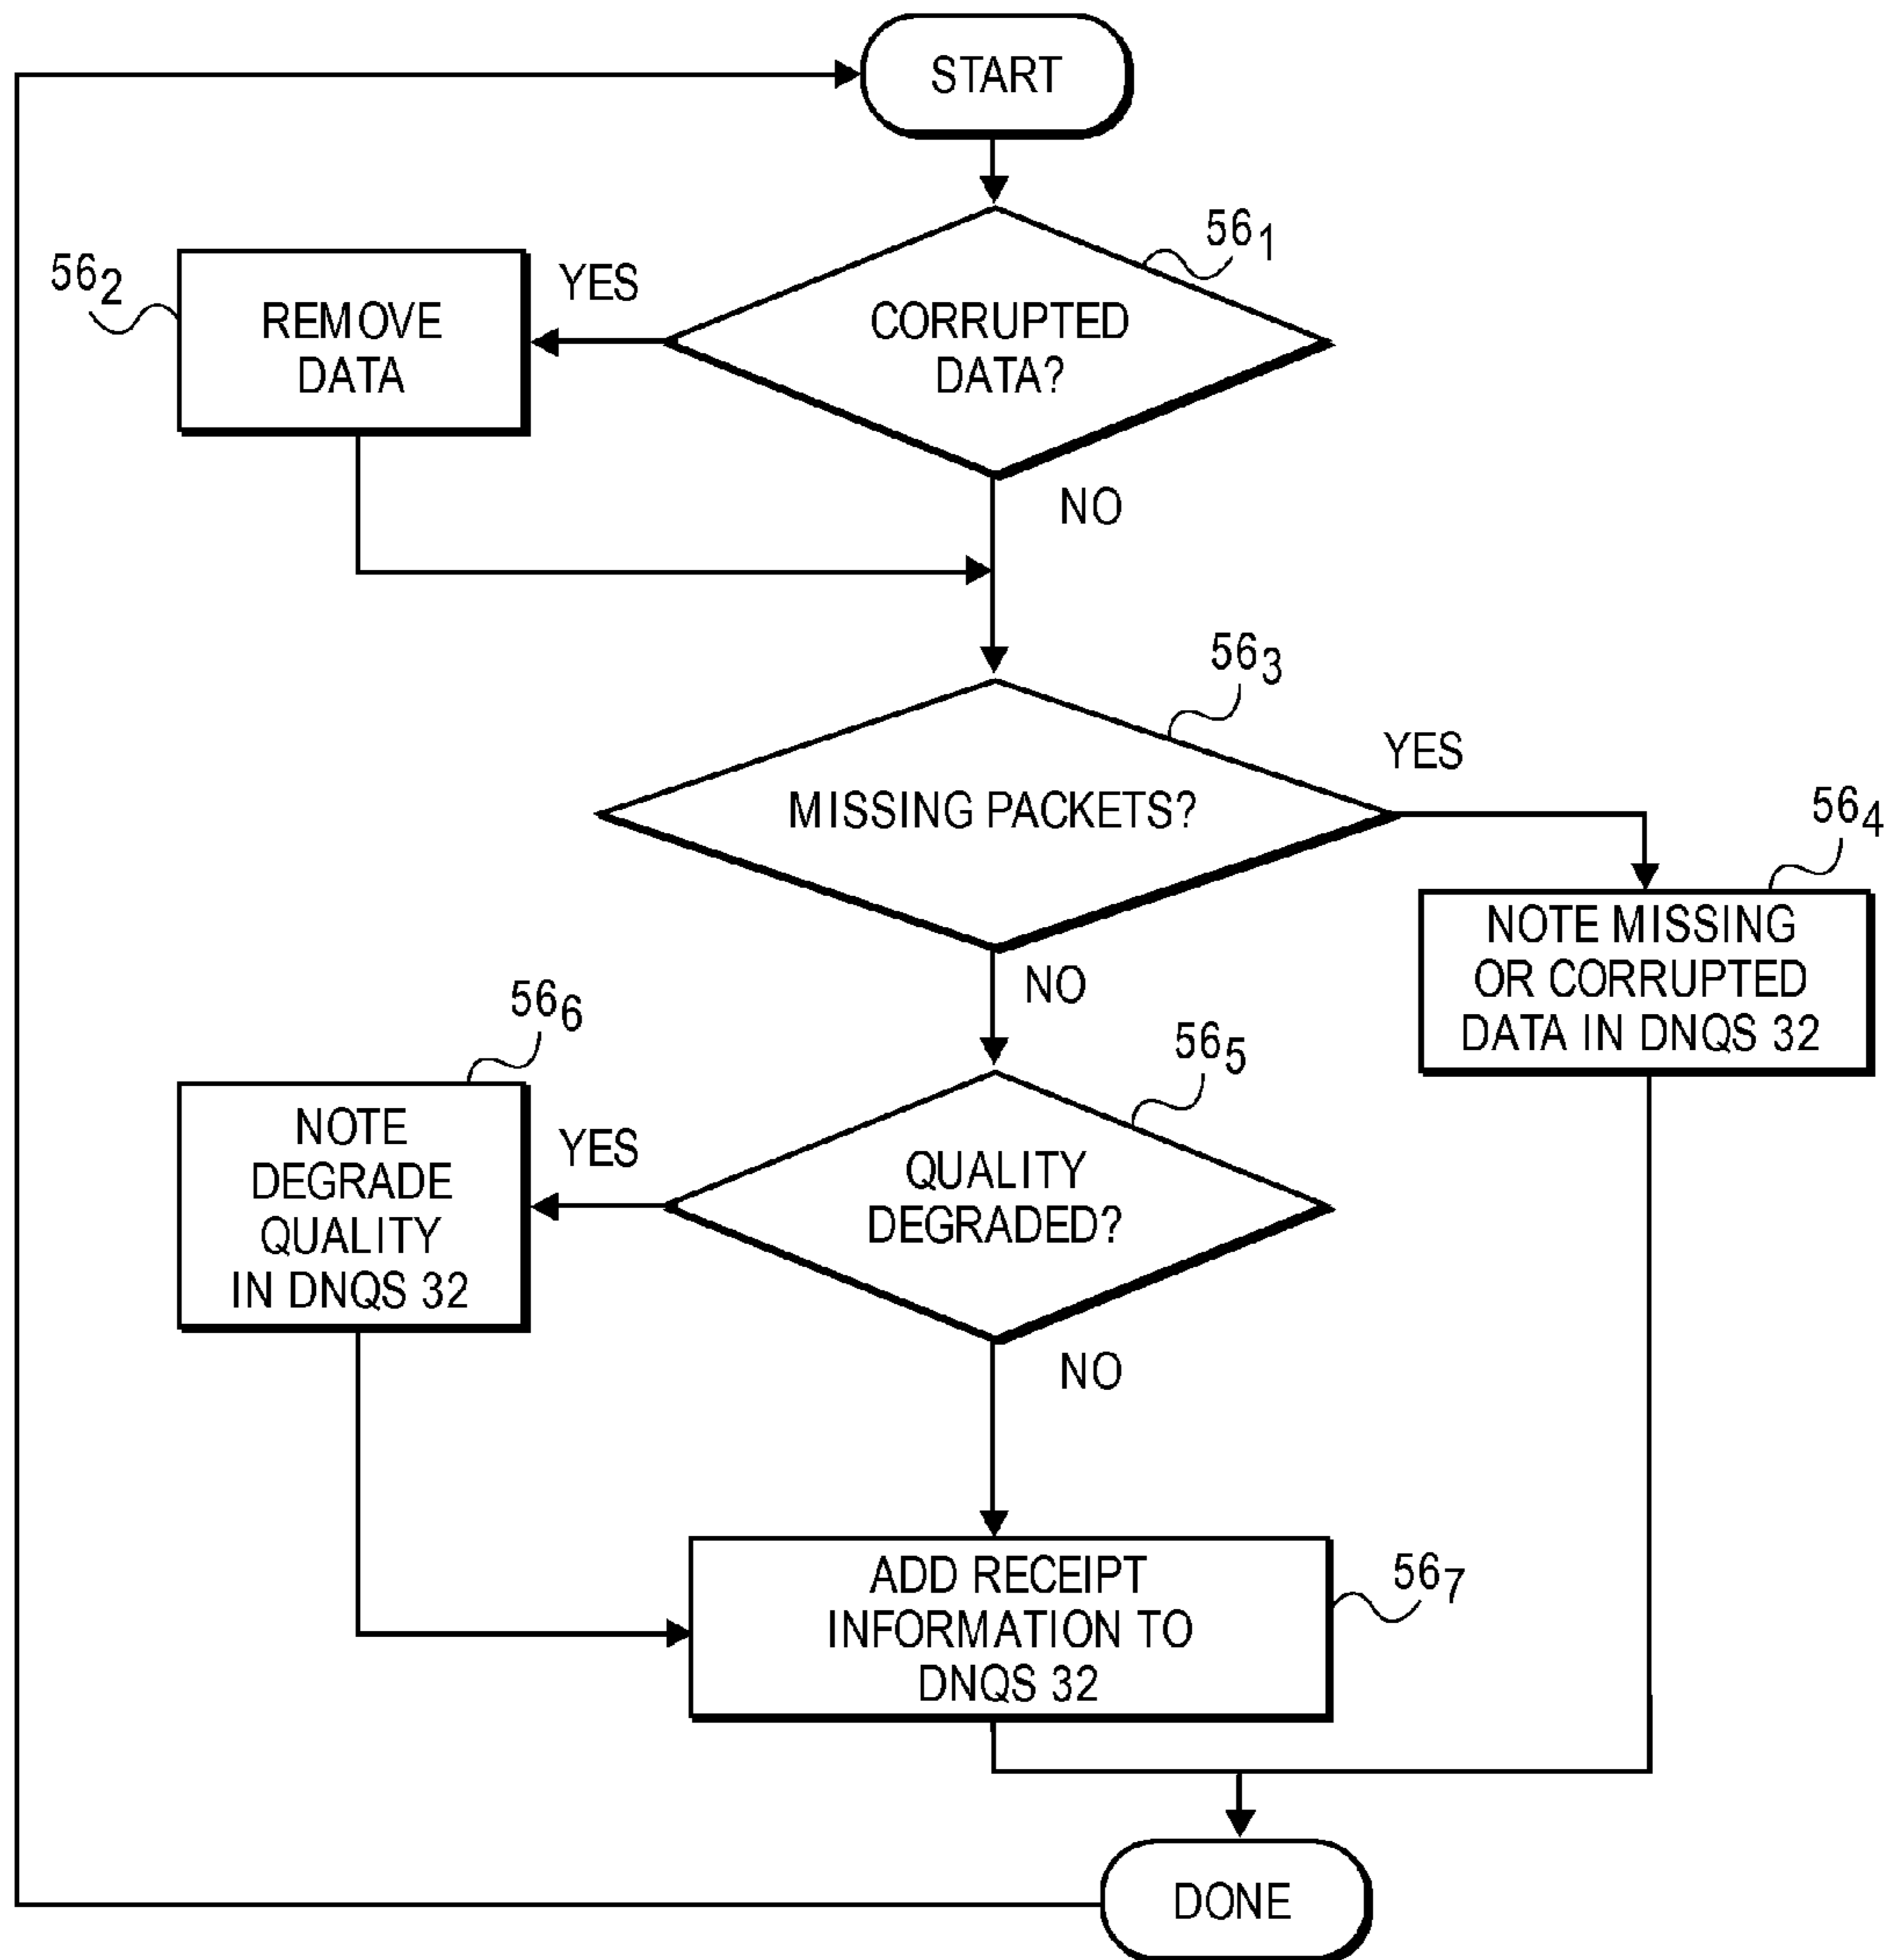 START
56₁
CORRUPTED
DATA?
YES
56₂
REMOVE
DATA
NO
56₃
MISSING PACKETS?
YES
56₄
NOTE MISSING
OR CORRUPTED
DATA IN DNQS 32
NO
56₅
QUALITY
DEGRADED?
YES
56₆
NOTE
DEGRADE
QUALITY
IN DNQS 32
NO
ADD RECEIPT
INFORMATION TO
DNQS 32
56₇
DONE